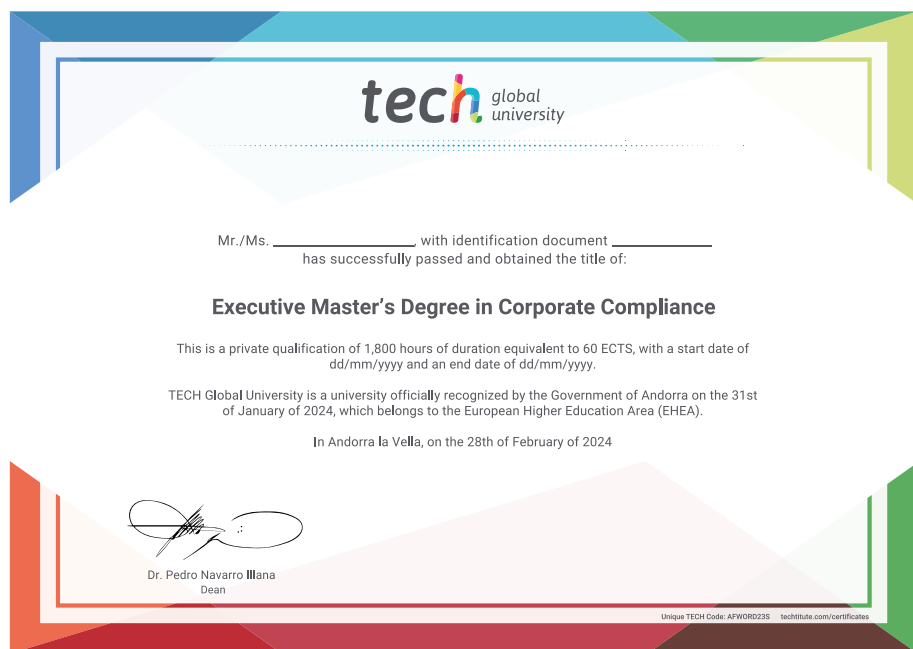 tech global
university
Mr./Ms. ____________, with identification document ____________
has successfully passed and obtained the title of:
Executive Master’s Degree in Corporate Compliance
This is a private qualification of 1,800 hours of duration equivalent to 60 ECTS, with a start date of
dd/mm/yyyy and an end date of dd/mm/yyyy.
TECH Global University is a university officially recognized by the Government of Andorra on the 31st
of January of 2024, which belongs to the European Higher Education Area (EHEA).
In Andorra la Vella, on the 28th of February of 2024
Dr. Pedro Navarro Illana
Dean
Unique TECH Code: AFWORD23S techtitute.com/certificates